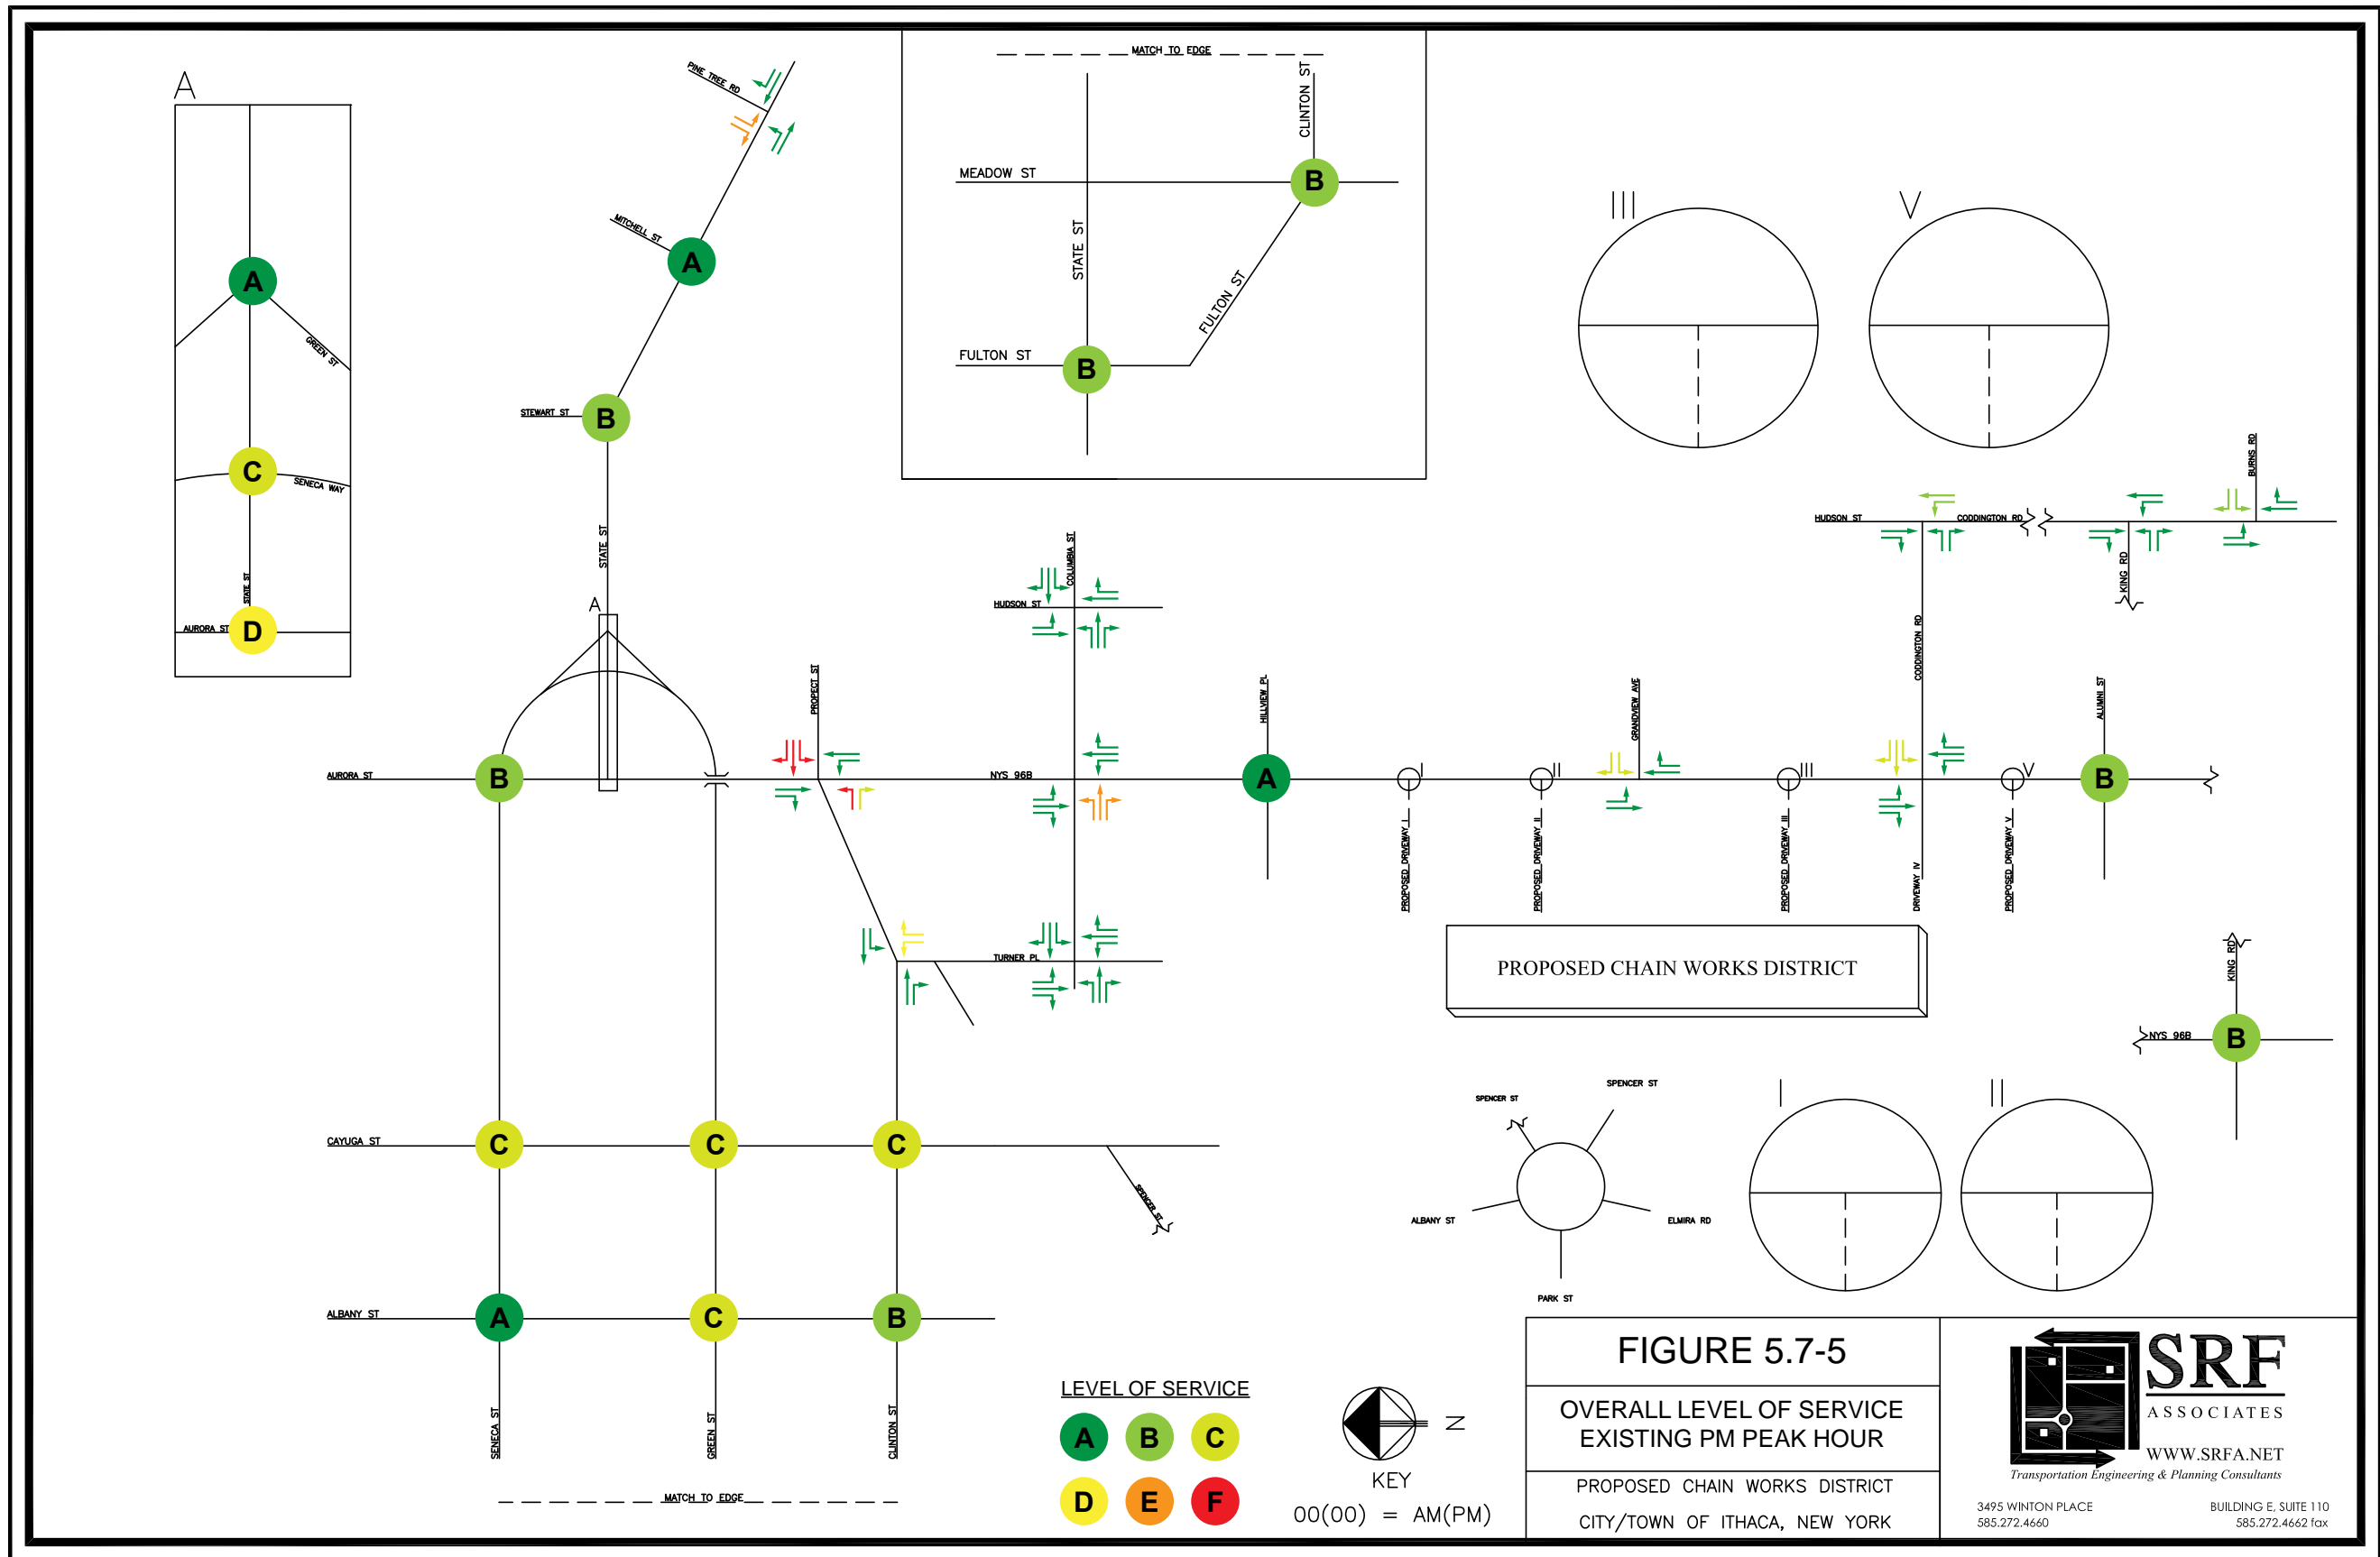 A
A
GREEN ST
C
SENECA WAY
STATE ST
AURORA ST
D
PINE TREE RD
MITCHELL ST
A
STEWART ST
B
STATE ST
A
MATCH TO EDGE
CLINTON ST
MEADOW ST
B
STATE ST
FULTON ST
FULTON ST
B
III
V
BURNS RD
HUDSON ST
CODDINGTON RD
KING RD
COLUMBIA ST
HUDSON ST
CODDINGTON RD
PROPECT ST
HILLVIEW PL
GRANDVIEW AVE
ALUMNI ST
AURORA ST
B
NYS 96B
A
I
II
III
V
B
PROPOSED DRIVEWAY I
PROPOSED DRIVEWAY II
PROPOSED DRIVEWAY III
DRIVEWAY IV
PROPOSED DRIVEWAY V
TURNER PL
PROPOSED CHAIN WORKS DISTRICT
KING RD
NYS 96B
B
CAYUGA ST
C
C
C
SPENCER ST
SPENCER ST
SPENCER ST
ALBANY ST
ELMIRA RD
PARK ST
I
II
ALBANY ST
A
C
B
SENECA ST
GREEN ST
CLINTON ST
MATCH TO EDGE
LEVEL OF SERVICE
A
B
C
D
E
F
N
KEY
00(00) = AM(PM)
FIGURE 5.7-5
OVERALL LEVEL OF SERVICE
EXISTING PM PEAK HOUR
PROPOSED CHAIN WORKS DISTRICT
CITY/TOWN OF ITHACA, NEW YORK
SRF
ASSOCIATES
WWW.SRFA.NET
Transportation Engineering & Planning Consultants
3495 WINTON PLACE
BUILDING E, SUITE 110
585.272.4660
585.272.4662 fax